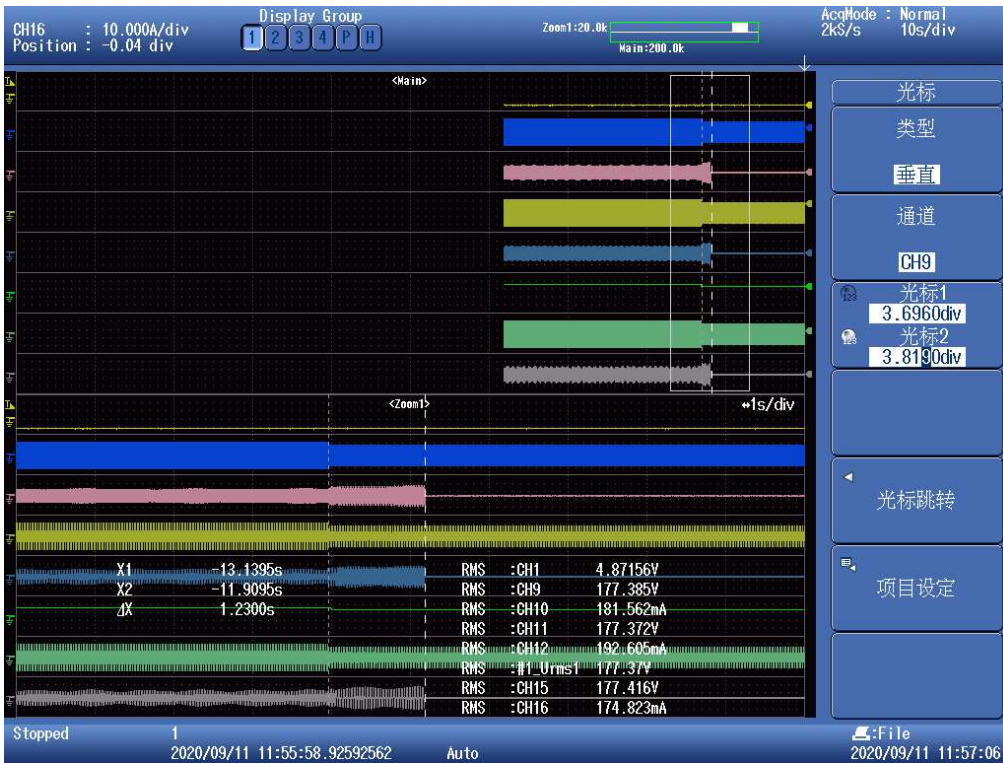 CH16 : 10.000A/div
Position : -0.04 div
Display Group
1 2 3 4 P H
Zoom1:20.0k
Main:200.0k
AcqMode : Normal
2kS/s 10s/div
<Main>
<Zoom1>
↔1s/div
X1 -13.1395s
X2 -11.9095s
⊿X 1.2300s
RMS :CH1 4.87156V
RMS :CH9 177.385V
RMS :CH10 181.562mA
RMS :CH11 177.372V
RMS :CH12 192.605mA
RMS :#1_Urms1 177.37V
RMS :CH15 177.416V
RMS :CH16 174.823mA
光标
类型
垂直
通道
CH9
光标1
3.6960div
光标2
3.8190div
光标跳转
项目设定
Stopped 1
2020/09/11 11:55:58.92592562 Auto
:File
2020/09/11 11:57:06